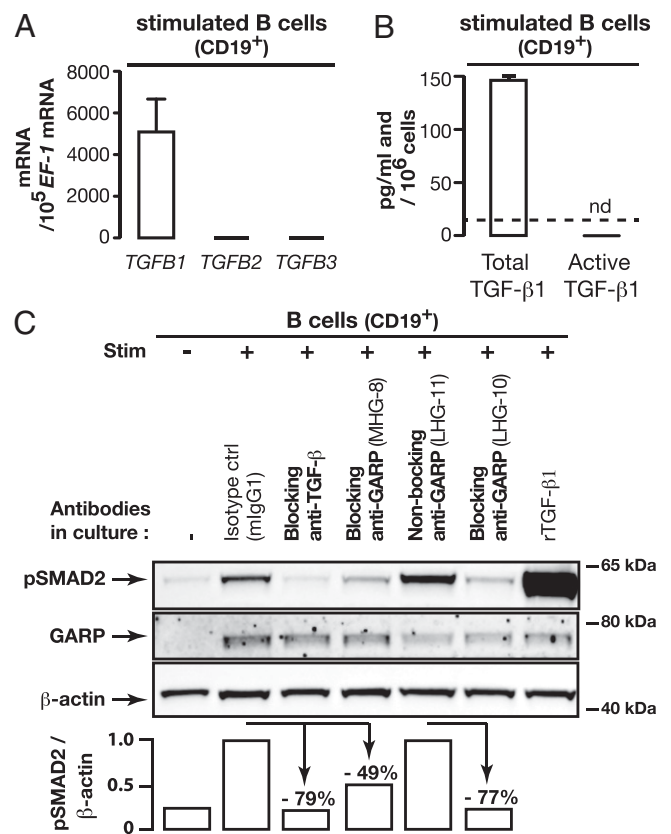 A
stimulated B cells
(CD19+)
mRNA
/10^5 EF-1 mRNA
8000
6000
4000
2000
0
TGFB1 TGFB2 TGFB3
B
stimulated B cells
(CD19+)
pg/ml and
/ 10^6 cells
150
100
50
0
nd
Total
TGF-β1
Active
TGF-β1
C
B cells (CD19+)
Stim - + + + + + +
Antibodies
in culture :
-
Isotype ctrl
(mIgG1)
Blocking
anti-TGF-β
Blocking
anti-GARP (MHG-8)
Non-bocking
anti-GARP (LHG-11)
Blocking
anti-GARP (LHG-10)
rTGF-β1
pSMAD2
65 kDa
GARP
80 kDa
β-actin
40 kDa
pSMAD2 /
β-actin
1.0
0.5
0
- 79%
- 49%
- 77%